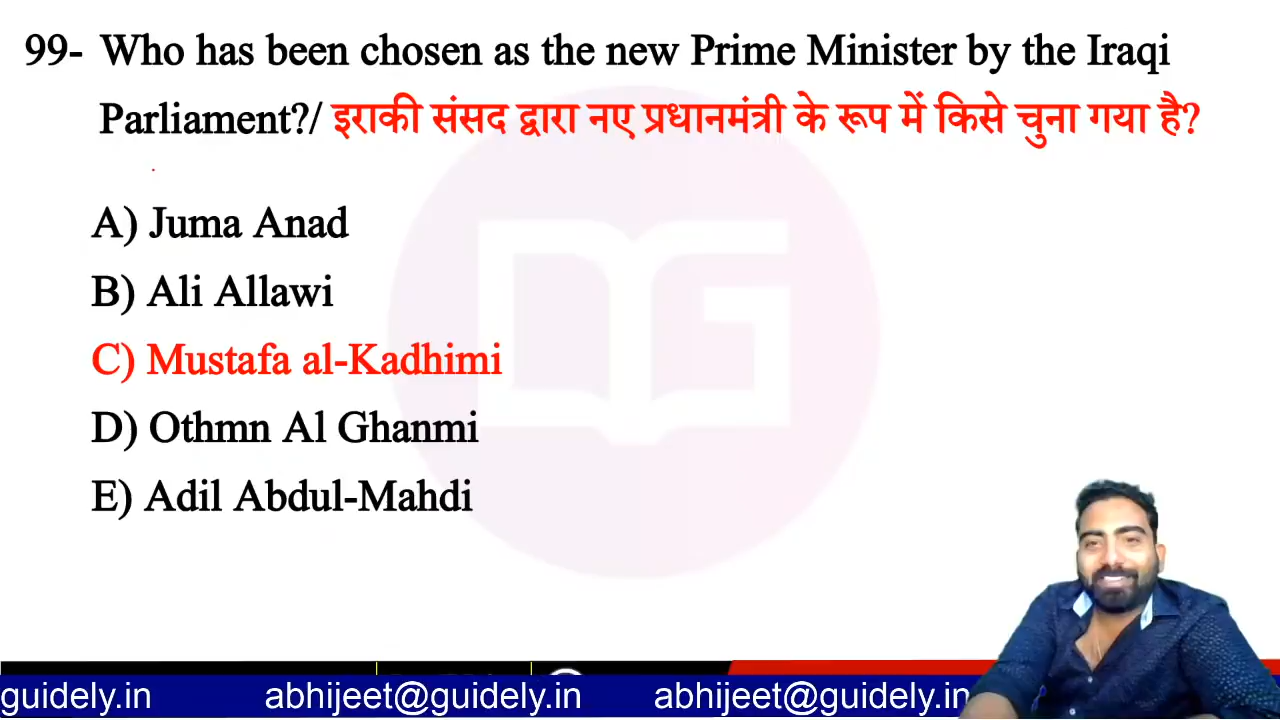 99- Who has been chosen as the new Prime Minister by the Iraqi
Parliament?/ इराकी संसद द्वारा नए प्रधानमंत्री के रूप में किसे चुना गया है?
A) Juma Anad
B) Ali Allawi
C) Mustafa al-Kadhimi
D) Othmn Al Ghanmi
E) Adil Abdul-Mahdi
guidely.in abhijeet@guidely.in abhijeet@guidely.in